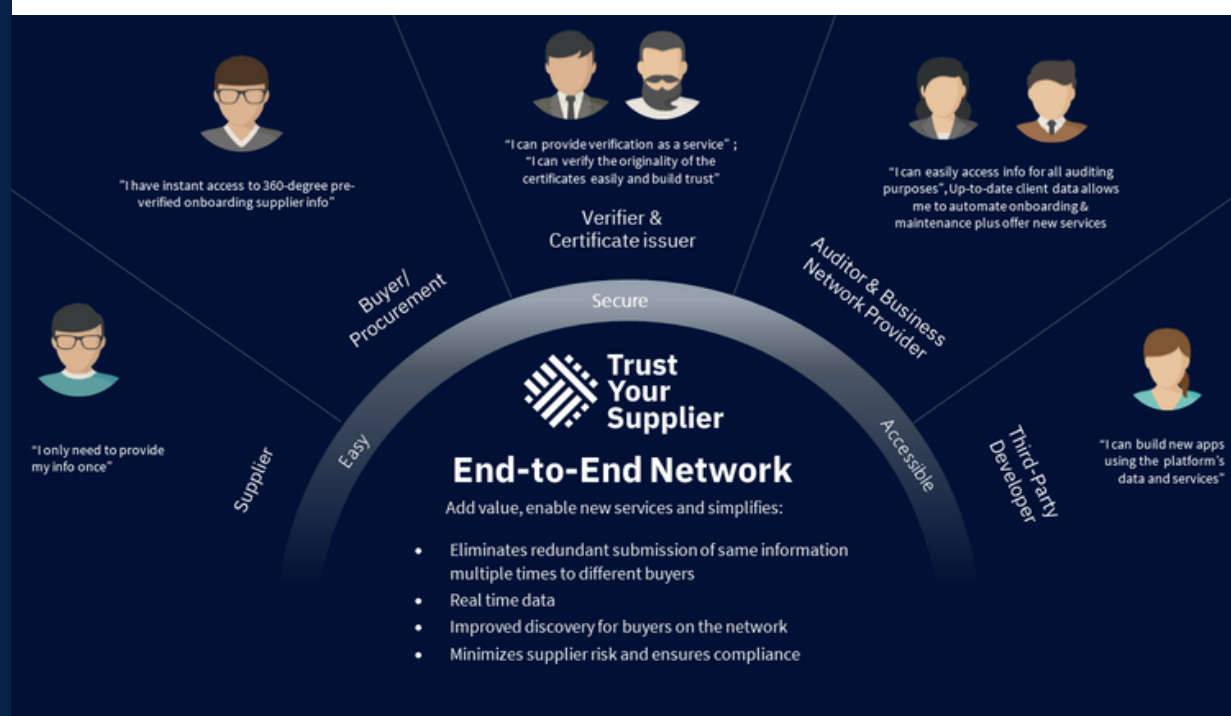 "I can provide verification as a service" ;
"I can verify the originality of the
certificates easily and build trust"
Verifier &
Certificate issuer
"I have instant access to 360-degree pre-
verified onboarding supplier info"
Buyer/
Procurement
"I can easily access info for all auditing
purposes", Up-to-date client data allows
me to automate onboarding &
maintenance plus offer new services
Auditor & Business
Network Provider
"I only need to provide
my info once"
Supplier
"I can build new apps
using the platform's
data and services"
Third-Party
Developer
Easy
Secure
Accessible
Trust
Your
Supplier
End-to-End Network
Add value, enable new services and simplifies:
• Eliminates redundant submission of same information
multiple times to different buyers
• Real time data
• Improved discovery for buyers on the network
• Minimizes supplier risk and ensures compliance